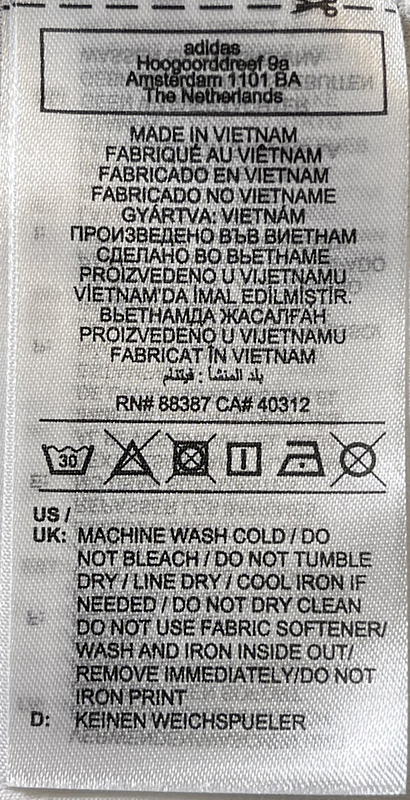 adidas
Hoogoorddreef 9a
Amsterdam 1101 BA
The Netherlands
MADE IN VIETNAM
FABRIQUÉ AU VIÊTNAM
FABRICADO EN VIETNAM
FABRICADO NO VIETNAME
GYÁRTVA: VIETNÁM
ПРОИЗВЕДЕНО ВЪВ ВИЕТНАМ
СДЕЛАНО ВО ВЬЕТНАМЕ
PROIZVEDENO U VIJETNAMU
VİETNAM'DA İMAL EDİLMİŞTİR.
ВЬЕТНАМДА ЖАСАЛҒАН
PROIZVEDENO U VIJETNAMU
FABRICAT ÎN VIETNAM
بلد المنشأ : فيتنام
RN# 88387 CA# 40312
30
US /
UK: MACHINE WASH COLD / DO
NOT BLEACH / DO NOT TUMBLE
DRY / LINE DRY / COOL IRON IF
NEEDED / DO NOT DRY CLEAN
DO NOT USE FABRIC SOFTENER/
WASH AND IRON INSIDE OUT/
REMOVE IMMEDIATELY/DO NOT
IRON PRINT
D: KEINEN WEICHSPUELER